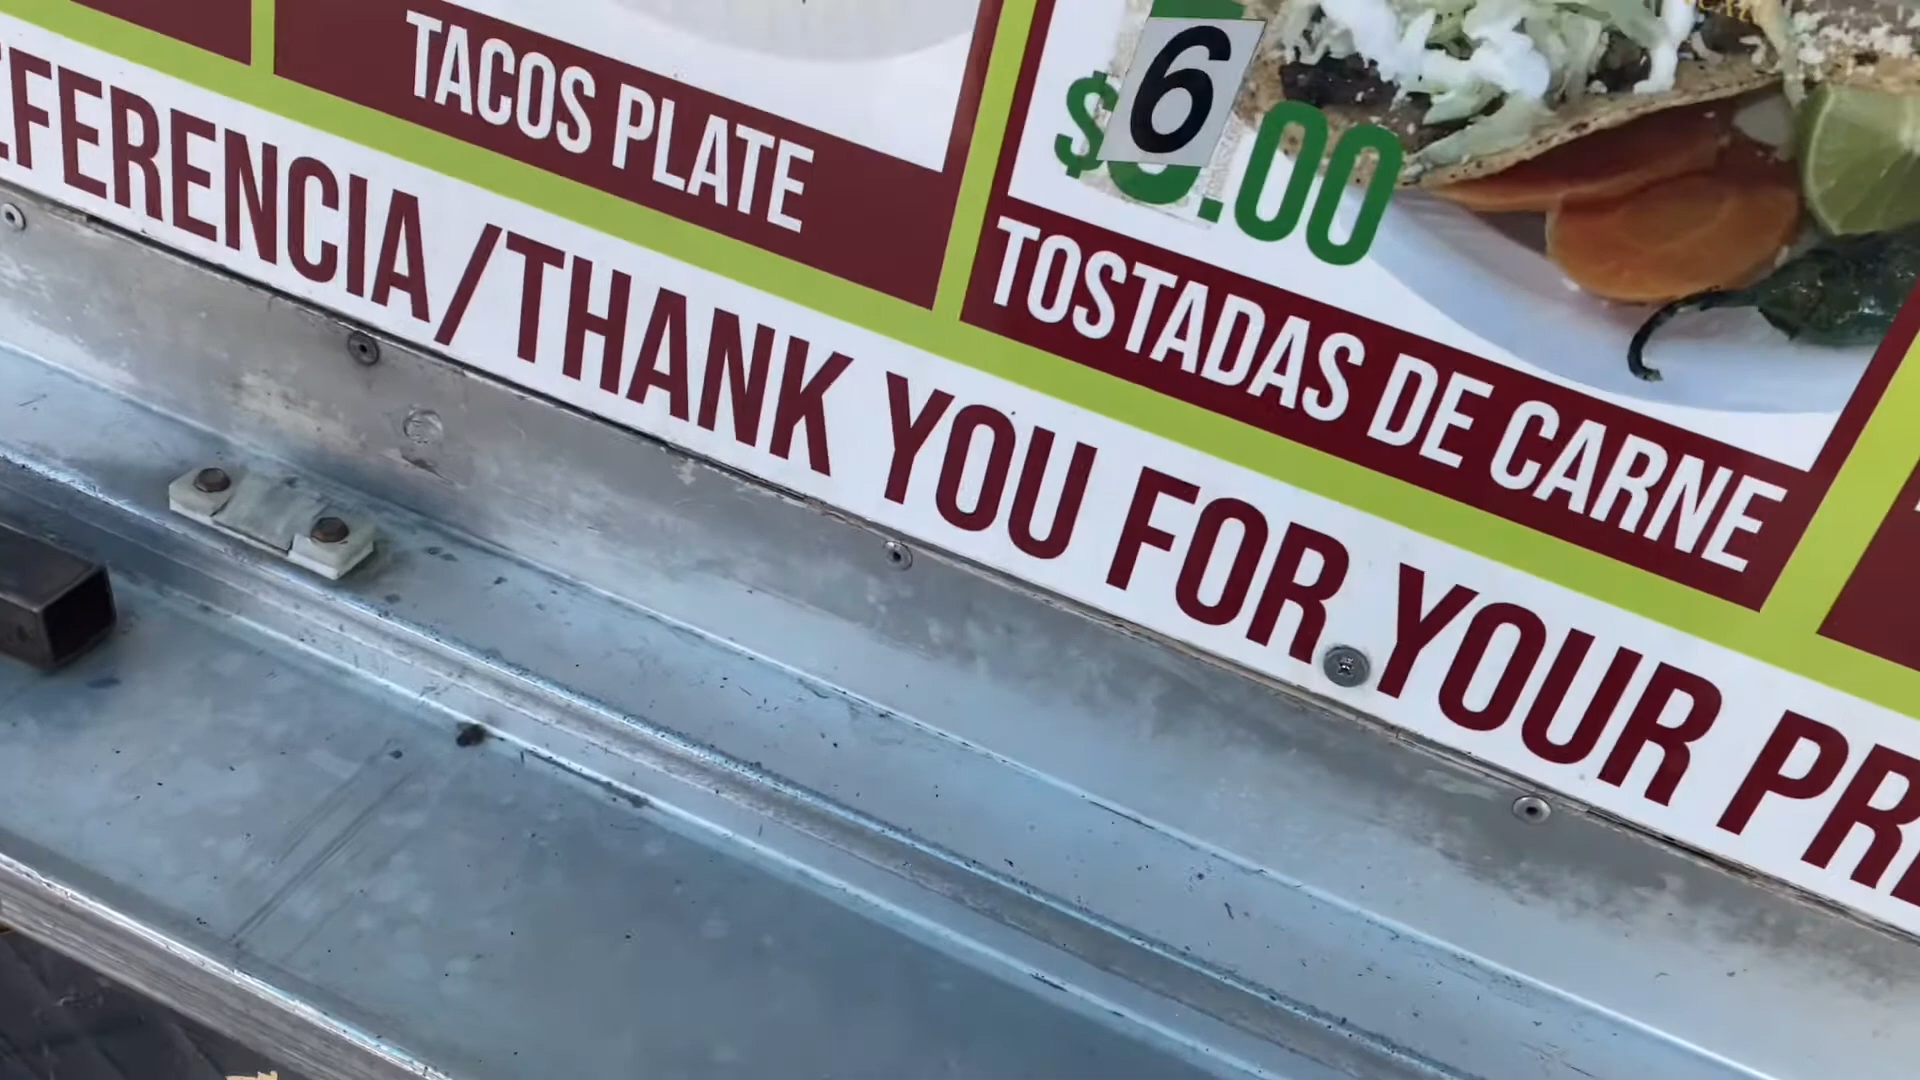 TACOS PLATE
$6.00
TOSTADAS DE CARNE
FERENCIA/THANK YOU FOR YOUR PR